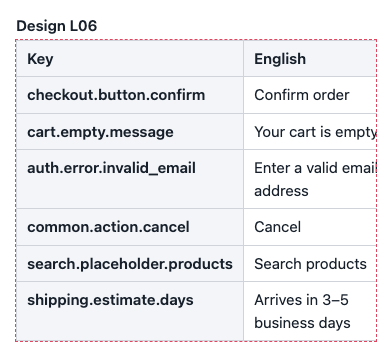 Design L06
Key English
checkout.button.confirm Confirm order
cart.empty.message Your cart is empty
auth.error.invalid_email Enter a valid email
address
common.action.cancel Cancel
search.placeholder.products Search products
shipping.estimate.days Arrives in 3–5
business days